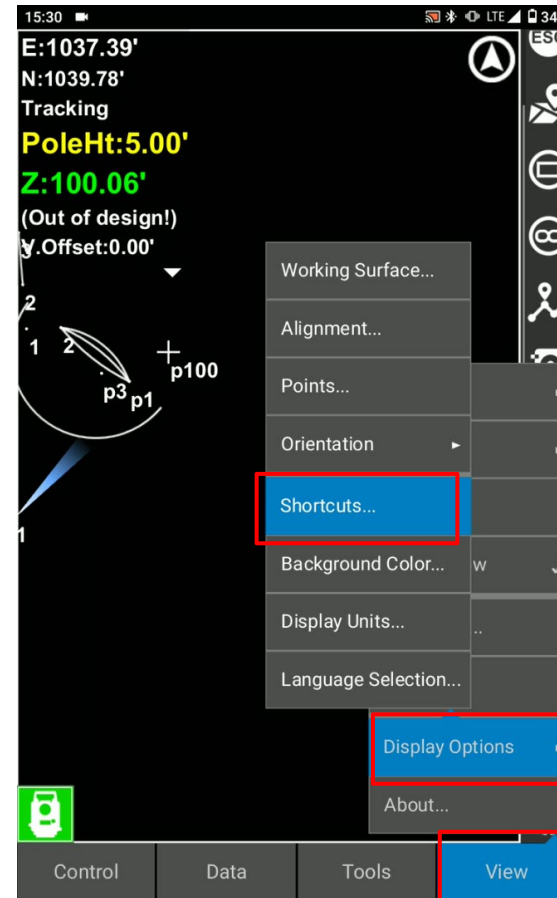 15:30 LTE 34
E:1037.39'
N:1039.78'
Tracking
PoleHt:5.00'
Z:100.06'
(Out of design!)
V.Offset:0.00'
ESC
2
1 2
p100
p3 p1
1
Working Surface...
Alignment...
Points...
Orientation
Shortcuts...
Background Color...
w
Display Units...
..
Language Selection...
Display Options
About...
Control Data Tools View